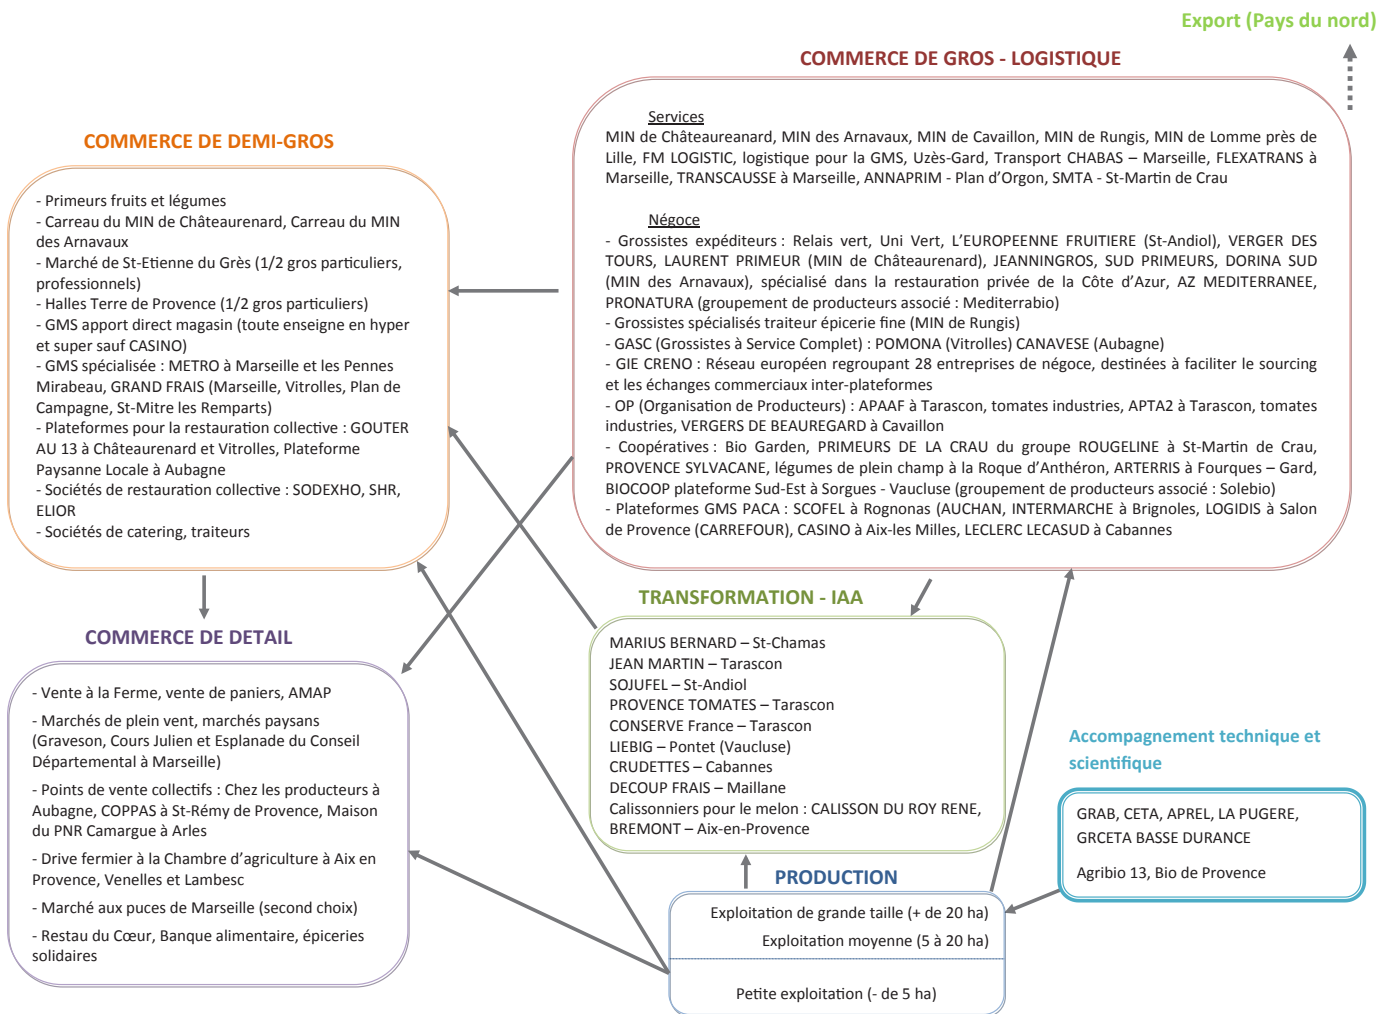 Export (Pays du nord)
COMMERCE DE GROS - LOGISTIQUE
Services
MIN de Châteaureanard, MIN des Arnavaux, MIN de Cavaillon, MIN de Rungis, MIN de Lomme près de
Lille, FM LOGISTIC, logistique pour la GMS, Uzès-Gard, Transport CHABAS – Marseille, FLEXATRANS à
Marseille, TRANSCAUSSE à Marseille, ANNAPRIM - Plan d’Orgon, SMTA - St-Martin de Crau
Négoce
- Grossistes expéditeurs : Relais vert, Uni Vert, L’EUROPEENNE FRUITIERE (St-Andiol), VERGER DES
TOURS, LAURENT PRIMEUR (MIN de Châteaurenard), JEANNINGROS, SUD PRIMEURS, DORINA SUD
(MIN des Arnavaux), spécialisé dans la restauration privée de la Côte d’Azur, AZ MEDITERRANEE,
PRONATURA (groupement de producteurs associé : Mediterrabio)
- Grossistes spécialisés traiteur épicerie fine (MIN de Rungis)
- GASC (Grossistes à Service Complet) : POMONA (Vitrolles) CANAVESE (Aubagne)
- GIE CRENO : Réseau européen regroupant 28 entreprises de négoce, destinées à faciliter le sourcing
et les échanges commerciaux inter-plateformes
- OP (Organisation de Producteurs) : APAAF à Tarascon, tomates industries, APTA2 à Tarascon, tomates
industries, VERGERS DE BEAUREGARD à Cavaillon
- Coopératives : Bio Garden, PRIMEURS DE LA CRAU du groupe ROUGELINE à St-Martin de Crau,
PROVENCE SYLVACANE, légumes de plein champ à la Roque d’Anthéron, ARTERRIS à Fourques – Gard,
BIOCOOP plateforme Sud-Est à Sorgues - Vaucluse (groupement de producteurs associé : Solebio)
- Plateformes GMS PACA : SCOFEL à Rognonas (AUCHAN, INTERMARCHE à Brignoles, LOGIDIS à Salon
de Provence (CARREFOUR), CASINO à Aix-les Milles, LECLERC LECASUD à Cabannes
COMMERCE DE DEMI-GROS
- Primeurs fruits et légumes
- Carreau du MIN de Châteaurenard, Carreau du MIN
des Arnavaux
- Marché de St-Etienne du Grès (1/2 gros particuliers,
professionnels)
- Halles Terre de Provence (1/2 gros particuliers)
- GMS apport direct magasin (toute enseigne en hyper
et super sauf CASINO)
- GMS spécialisée : METRO à Marseille et les Pennes
Mirabeau, GRAND FRAIS (Marseille, Vitrolles, Plan de
Campagne, St-Mitre les Remparts)
- Plateformes pour la restauration collective : GOUTER
AU 13 à Châteaurenard et Vitrolles, Plateforme
Paysanne Locale à Aubagne
- Sociétés de restauration collective : SODEXHO, SHR,
ELIOR
- Sociétés de catering, traiteurs
COMMERCE DE DETAIL
- Vente à la Ferme, vente de paniers, AMAP
- Marchés de plein vent, marchés paysans
(Graveson, Cours Julien et Esplanade du Conseil
Départemental à Marseille)
- Points de vente collectifs : Chez les producteurs à
Aubagne, COPPAS à St-Rémy de Provence, Maison
du PNR Camargue à Arles
- Drive fermier à la Chambre d’agriculture à Aix en
Provence, Venelles et Lambesc
- Marché aux puces de Marseille (second choix)
- Restau du Cœur, Banque alimentaire, épiceries
solidaires
TRANSFORMATION - IAA
MARIUS BERNARD – St-Chamas
JEAN MARTIN – Tarascon
SOJUFEL – St-Andiol
PROVENCE TOMATES – Tarascon
CONSERVE France – Tarascon
LIEBIG – Pontet (Vaucluse)
CRUDETTES – Cabannes
DECOUP FRAIS – Maillane
Calissonniers pour le melon : CALISSON DU ROY RENE,
BREMONT – Aix-en-Provence
PRODUCTION
Exploitation de grande taille (+ de 20 ha)
Exploitation moyenne (5 à 20 ha)
Petite exploitation (- de 5 ha)
Accompagnement technique et
scientifique
GRAB, CETA, APREL, LA PUGERE,
GRCETA BASSE DURANCE
Agribio 13, Bio de Provence